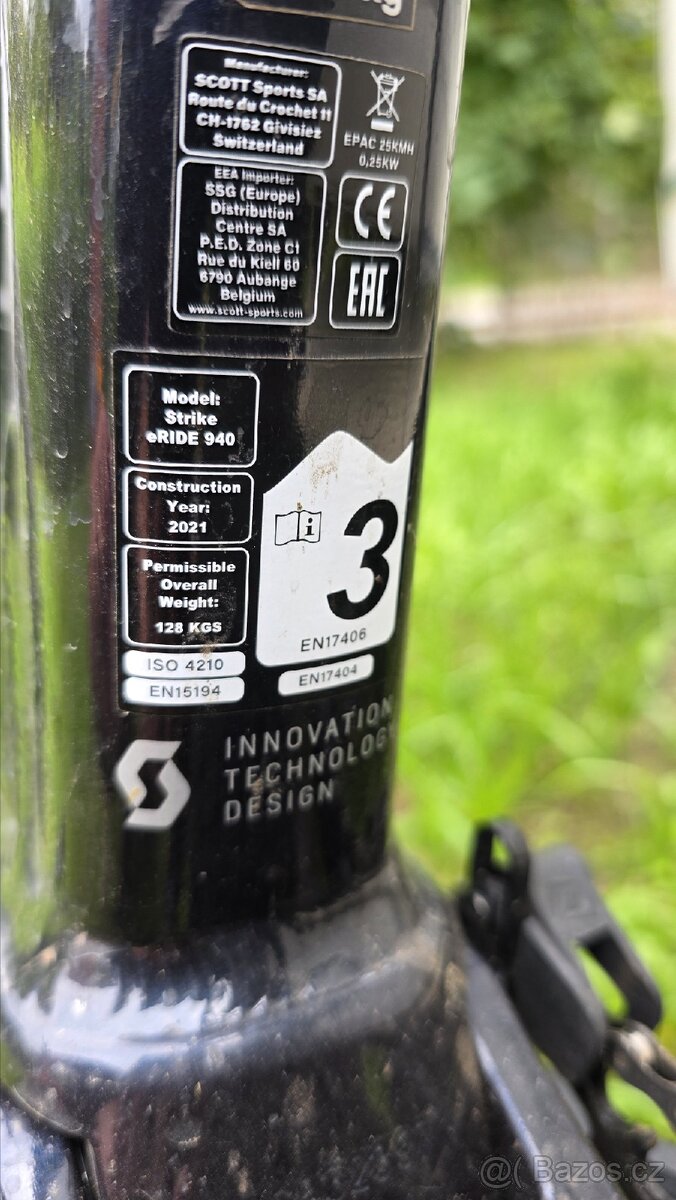 Manufacturer:
SCOTT Sports SA
Route du Crochet 11
CH-1762 Givisiez
Switzerland
EPAC 25KMH
0,25KW
EEA Importer:
SSG (Europe)
Distribution
Centre SA
P.E.D. Zone C1
Rue du Kiell 60
6790 Aubange
Belgium
www.scott-sports.com
CE
EAC
Model:
Strike
eRIDE 940
Construction
Year:
2021
Permissible
Overall
Weight:
128 KGS
ISO 4210
EN15194
i
3
EN17406
EN17404
INNOVATION
TECHNOLOGY
DESIGN
@( Bazos.cz